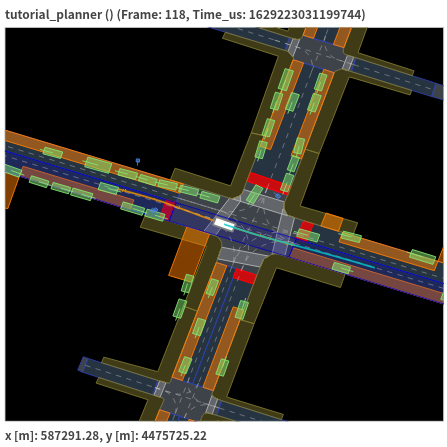 tutorial_planner () (Frame: 118, Time_us: 1629223031199744)
x [m]: 587291.28, y [m]: 4475725.22